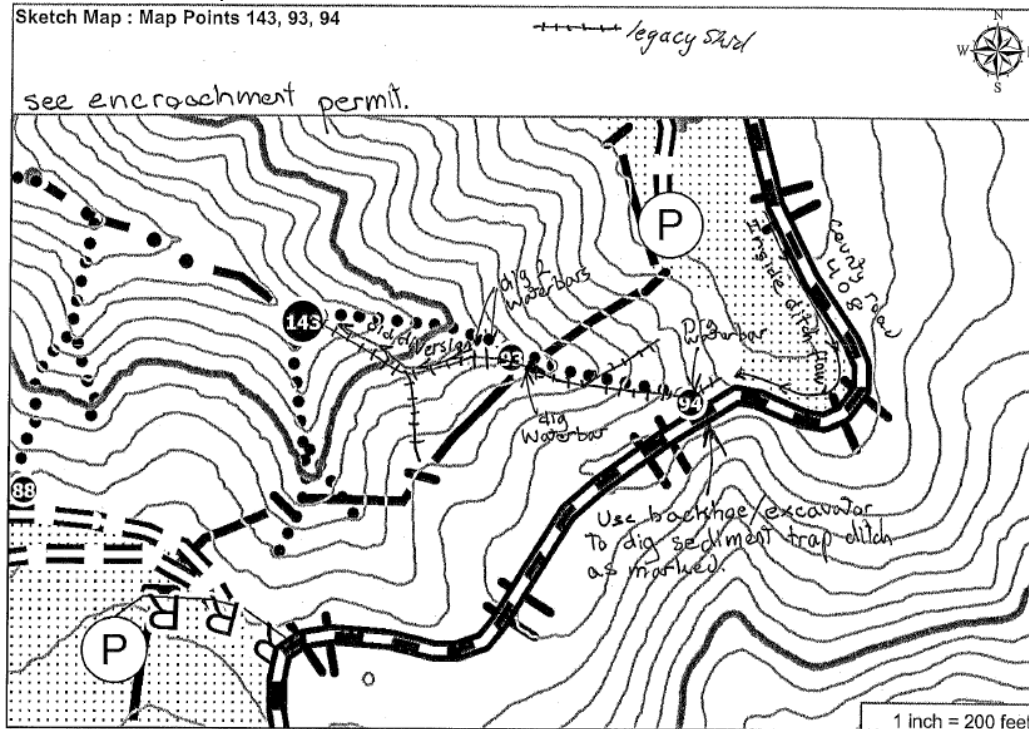 Sketch Map : Map Points 143, 93, 94
legacy skid
N
W
S
see encroachment permit.
P
county road
408
Inside ditch flow
dig 2
Waterbars
143
old diversion
93
Dig
Waterbar
94
dig
Waterbar
88
Use backhoe/excavator
To dig sediment trap ditch
as marked.
R
R
R
P
1 inch = 200 feet